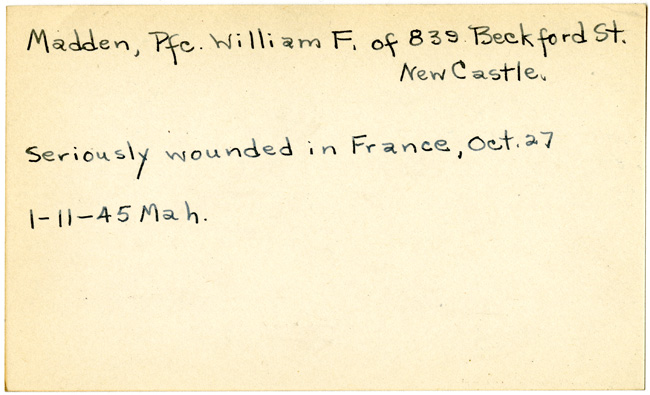 Madden, Pfc. William F. of 839 Beckford St.
New Castle.
Seriously wounded in France, Oct. 27
1-11-45 Mah.